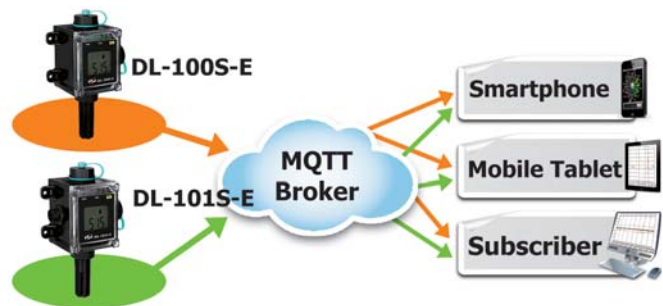 DL-100S-E
DL-101S-E
MQTT
Broker
Smartphone
Mobile Tablet
Subscriber